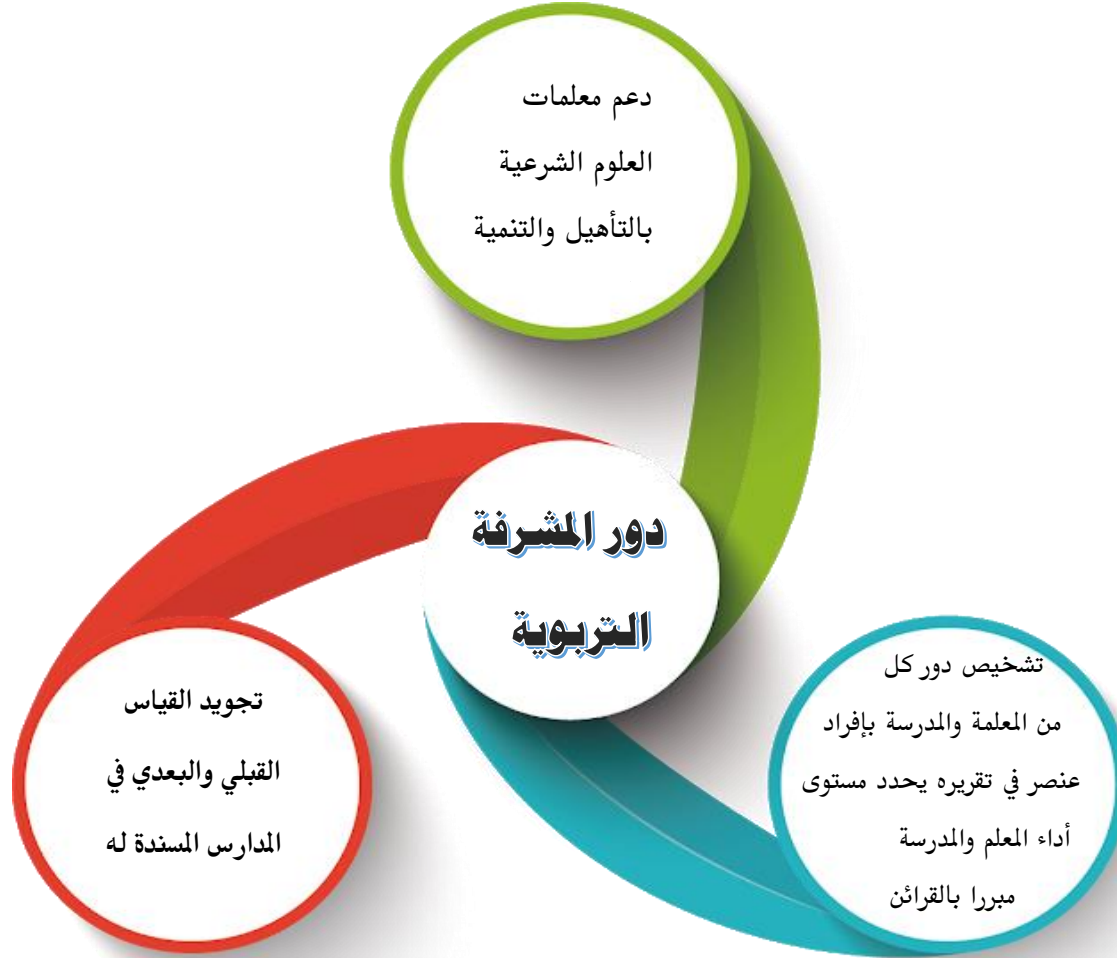 دعم معلمات
العلوم الشرعية
بالتأهيل والتنمية
دور المشرفة
التربوية
تشخيص دور كل
من المعلمة والمدرسة بإفراد
عنصر في تقريره يحدد مستوى
أداء المعلم والمدرسة
مبررا بالقرائن
تجويد القياس
القبلي والبعدي في
المدارس المسندة له